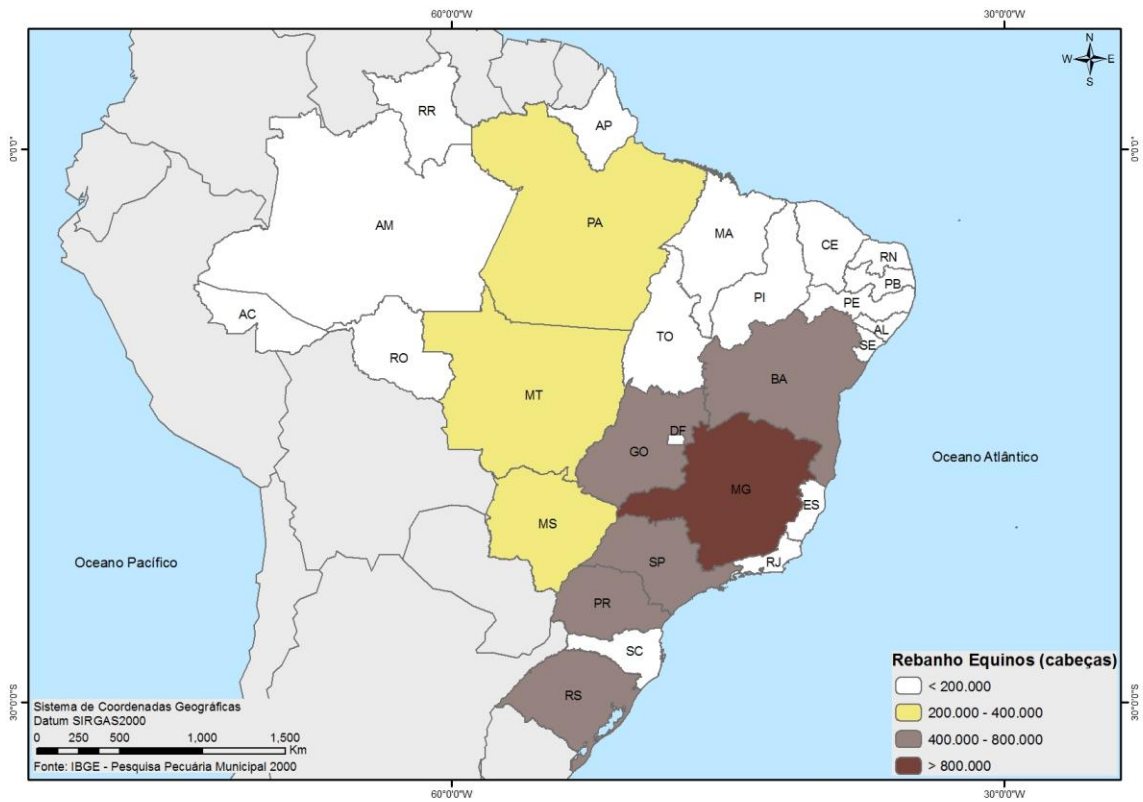 60°0'0"W
30°0'0"W
N
W E
S
RR
AP
0°0'0"
0°0'0"
AM
PA
MA
CE
RN
PB
PI
PE
AC
AL
TO
SE
RO
BA
MT
DF
GO
Oceano Atlântico
MG
ES
MS
Oceano Pacífico
SP
RJ
PR
SC
RS
Rebanho Equinos (cabeças)
< 200.000
200.000 - 400.000
400.000 - 800.000
> 800.000
30°0'0"S
30°0'0"S
Sistema de Coordenadas Geográficas
Datum SIRGAS2000
0 250 500 1,000 1,500
Km
Fonte: IBGE - Pesquisa Pecuária Municipal 2000
60°0'0"W
30°0'0"W